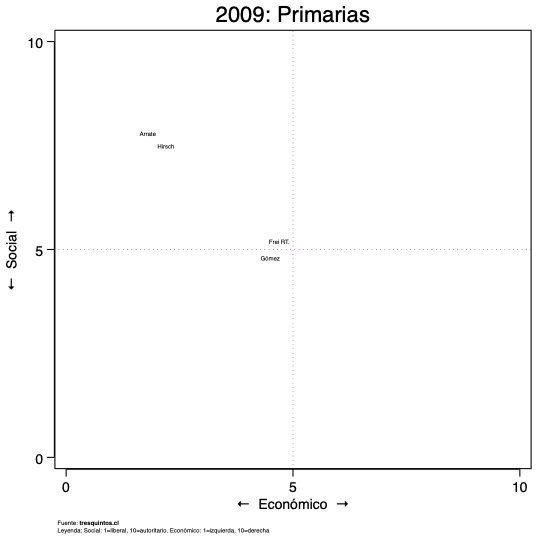 2009: Primarias
10
Arrate
Hirsch
Frei RT.
5
Gómez
0
← Social →
0 5 10
← Económico →
Fuente: tresquintos.cl
Leyenda: Social: 1=liberal, 10=autoritario. Económico: 1=izquierda, 10=derecha